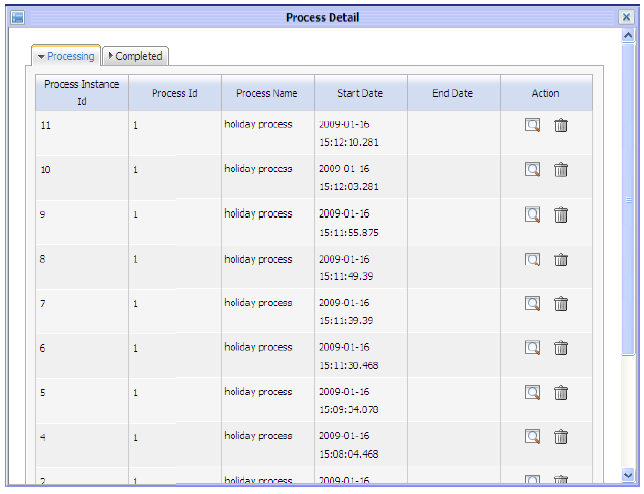 Process Detail
Processing Completed
Process Instance Id Process Id Process Name Start Date End Date Action
11 1 holiday process 2009-01-16
15:12:10.281
10 1 holiday process 2009-01-16
15:12:03.281
9 1 holiday process 2009-01-16
15:11:55.875
8 1 holiday process 2009-01-16
15:11:49.39
7 1 holiday process 2009-01-16
15:11:39.39
6 1 holiday process 2009-01-16
15:11:30.468
5 1 holiday process 2009-01-16
15:09:34.078
4 1 holiday process 2009-01-16
15:08:04.468
1 holiday process 2009-01-16